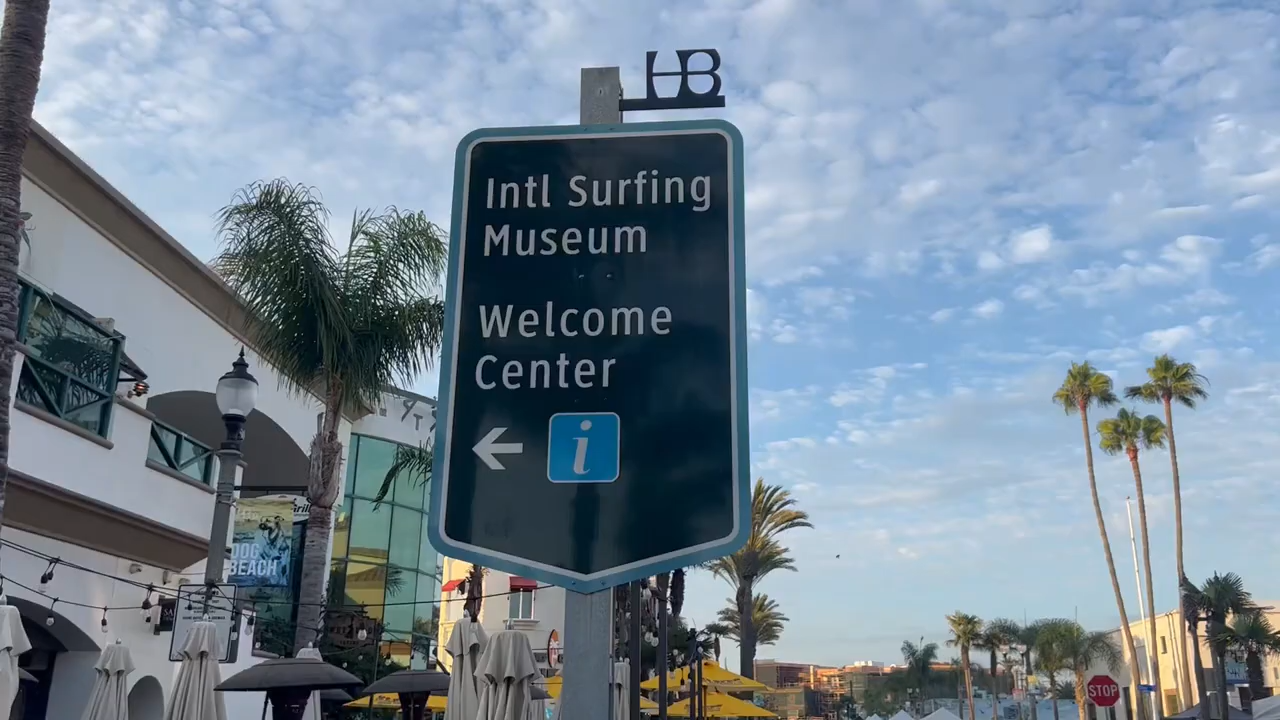 HB
Intl Surfing
Museum
Welcome
Center
i
DOG
BEACH
STOP